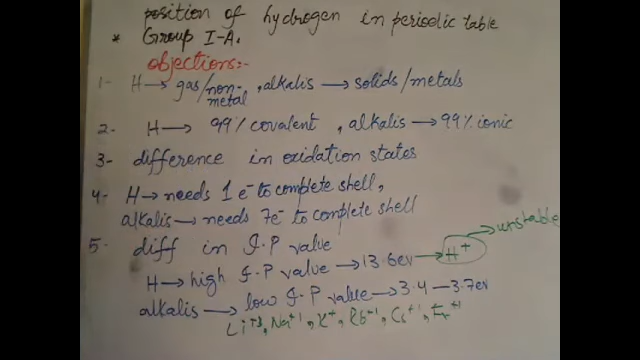 position of hydrogen in periodic table
* Group I-A.
objections:-
1- H → gas/non-metal, alkalis → solids/metals
2- H → 99% covalent, alkalis → 99% ionic
3- difference in oxidation states
4- H → needs 1 e⁻ to complete shell,
alkalis → needs 7e⁻ to complete shell
5- diff in I.P value
H → high I.P value → 13.6ev → H⁺ → unstable
alkalis → low I.P value → 3.4 — 3.7ev
Na⁺¹, K⁺, Rb⁺¹, Cs⁺¹, Fr⁺¹